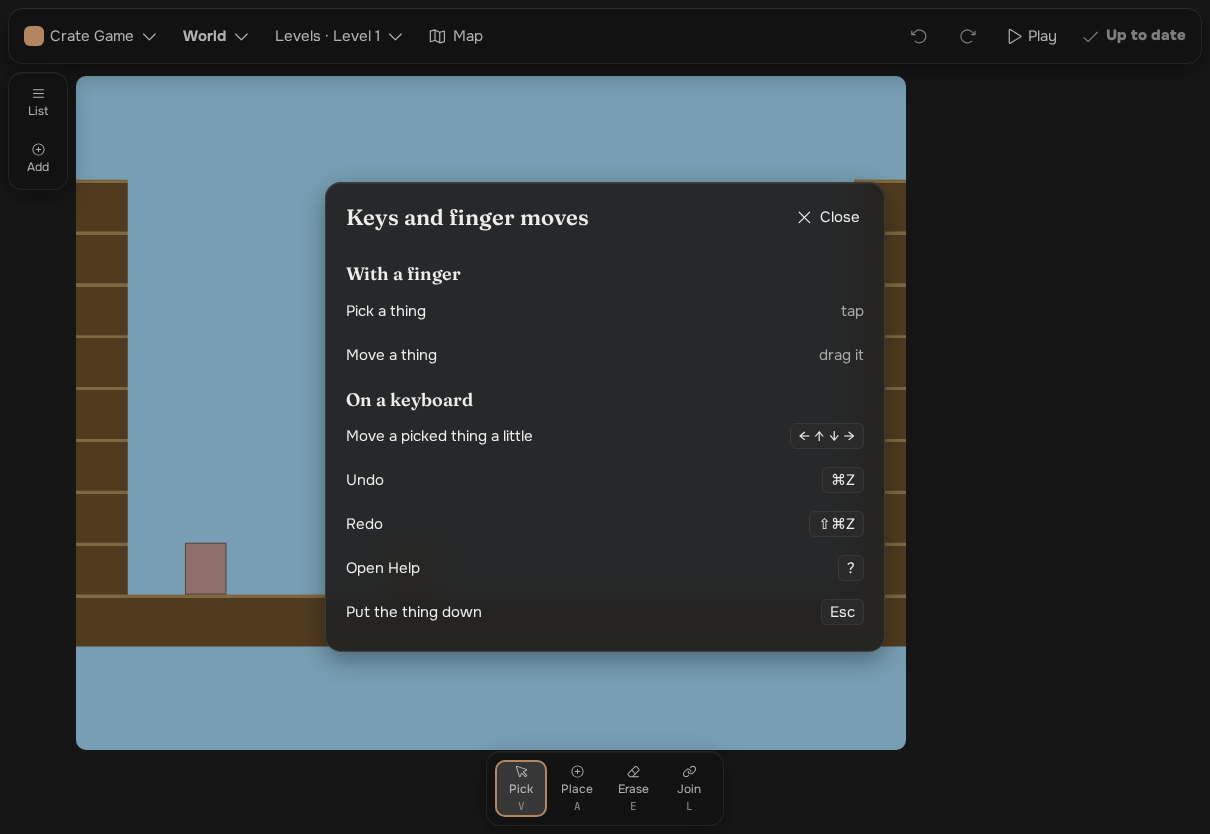 Crate Game
World
Levels · Level 1
Map
Play
Up to date
List
Add
Keys and finger moves
Close
With a finger
Pick a thing
tap
Move a thing
drag it
On a keyboard
Move a picked thing a little
← ↑ ↓ →
Undo
⌘Z
Redo
⇧⌘Z
Open Help
?
Put the thing down
Esc
Pick
V
Place
A
Erase
E
Join
L